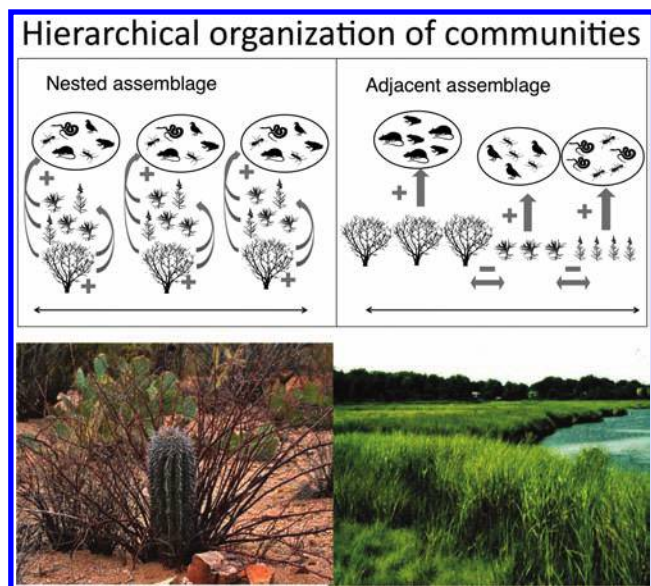 Hierarchical organization of communities
Nested assemblage
Adjacent assemblage